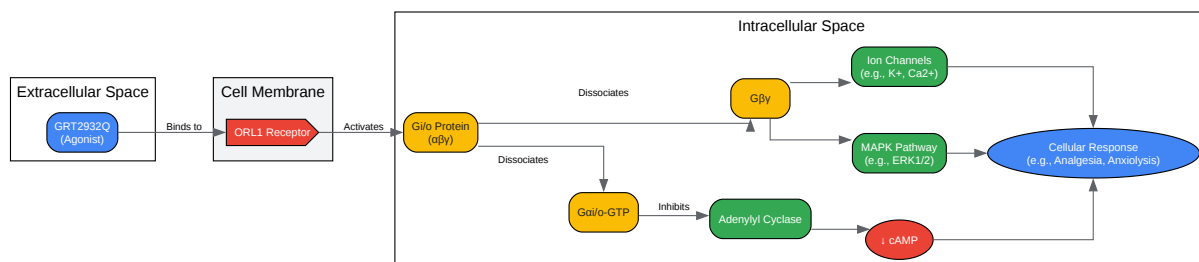 Intracellular Space
Extracellular Space
Cell Membrane
GRT2932Q
(Agonist)
Binds to
ORL1 Receptor
Activates
Gi/o Protein
(αβγ)
Dissociates
Dissociates
Gβγ
Ion Channels
(e.g., K+, Ca2+)
MAPK Pathway
(e.g., ERK1/2)
Cellular Response
(e.g., Analgesia, Anxiolysis)
Gαi/o-GTP
Inhibits
Adenylyl Cyclase
↓ cAMP